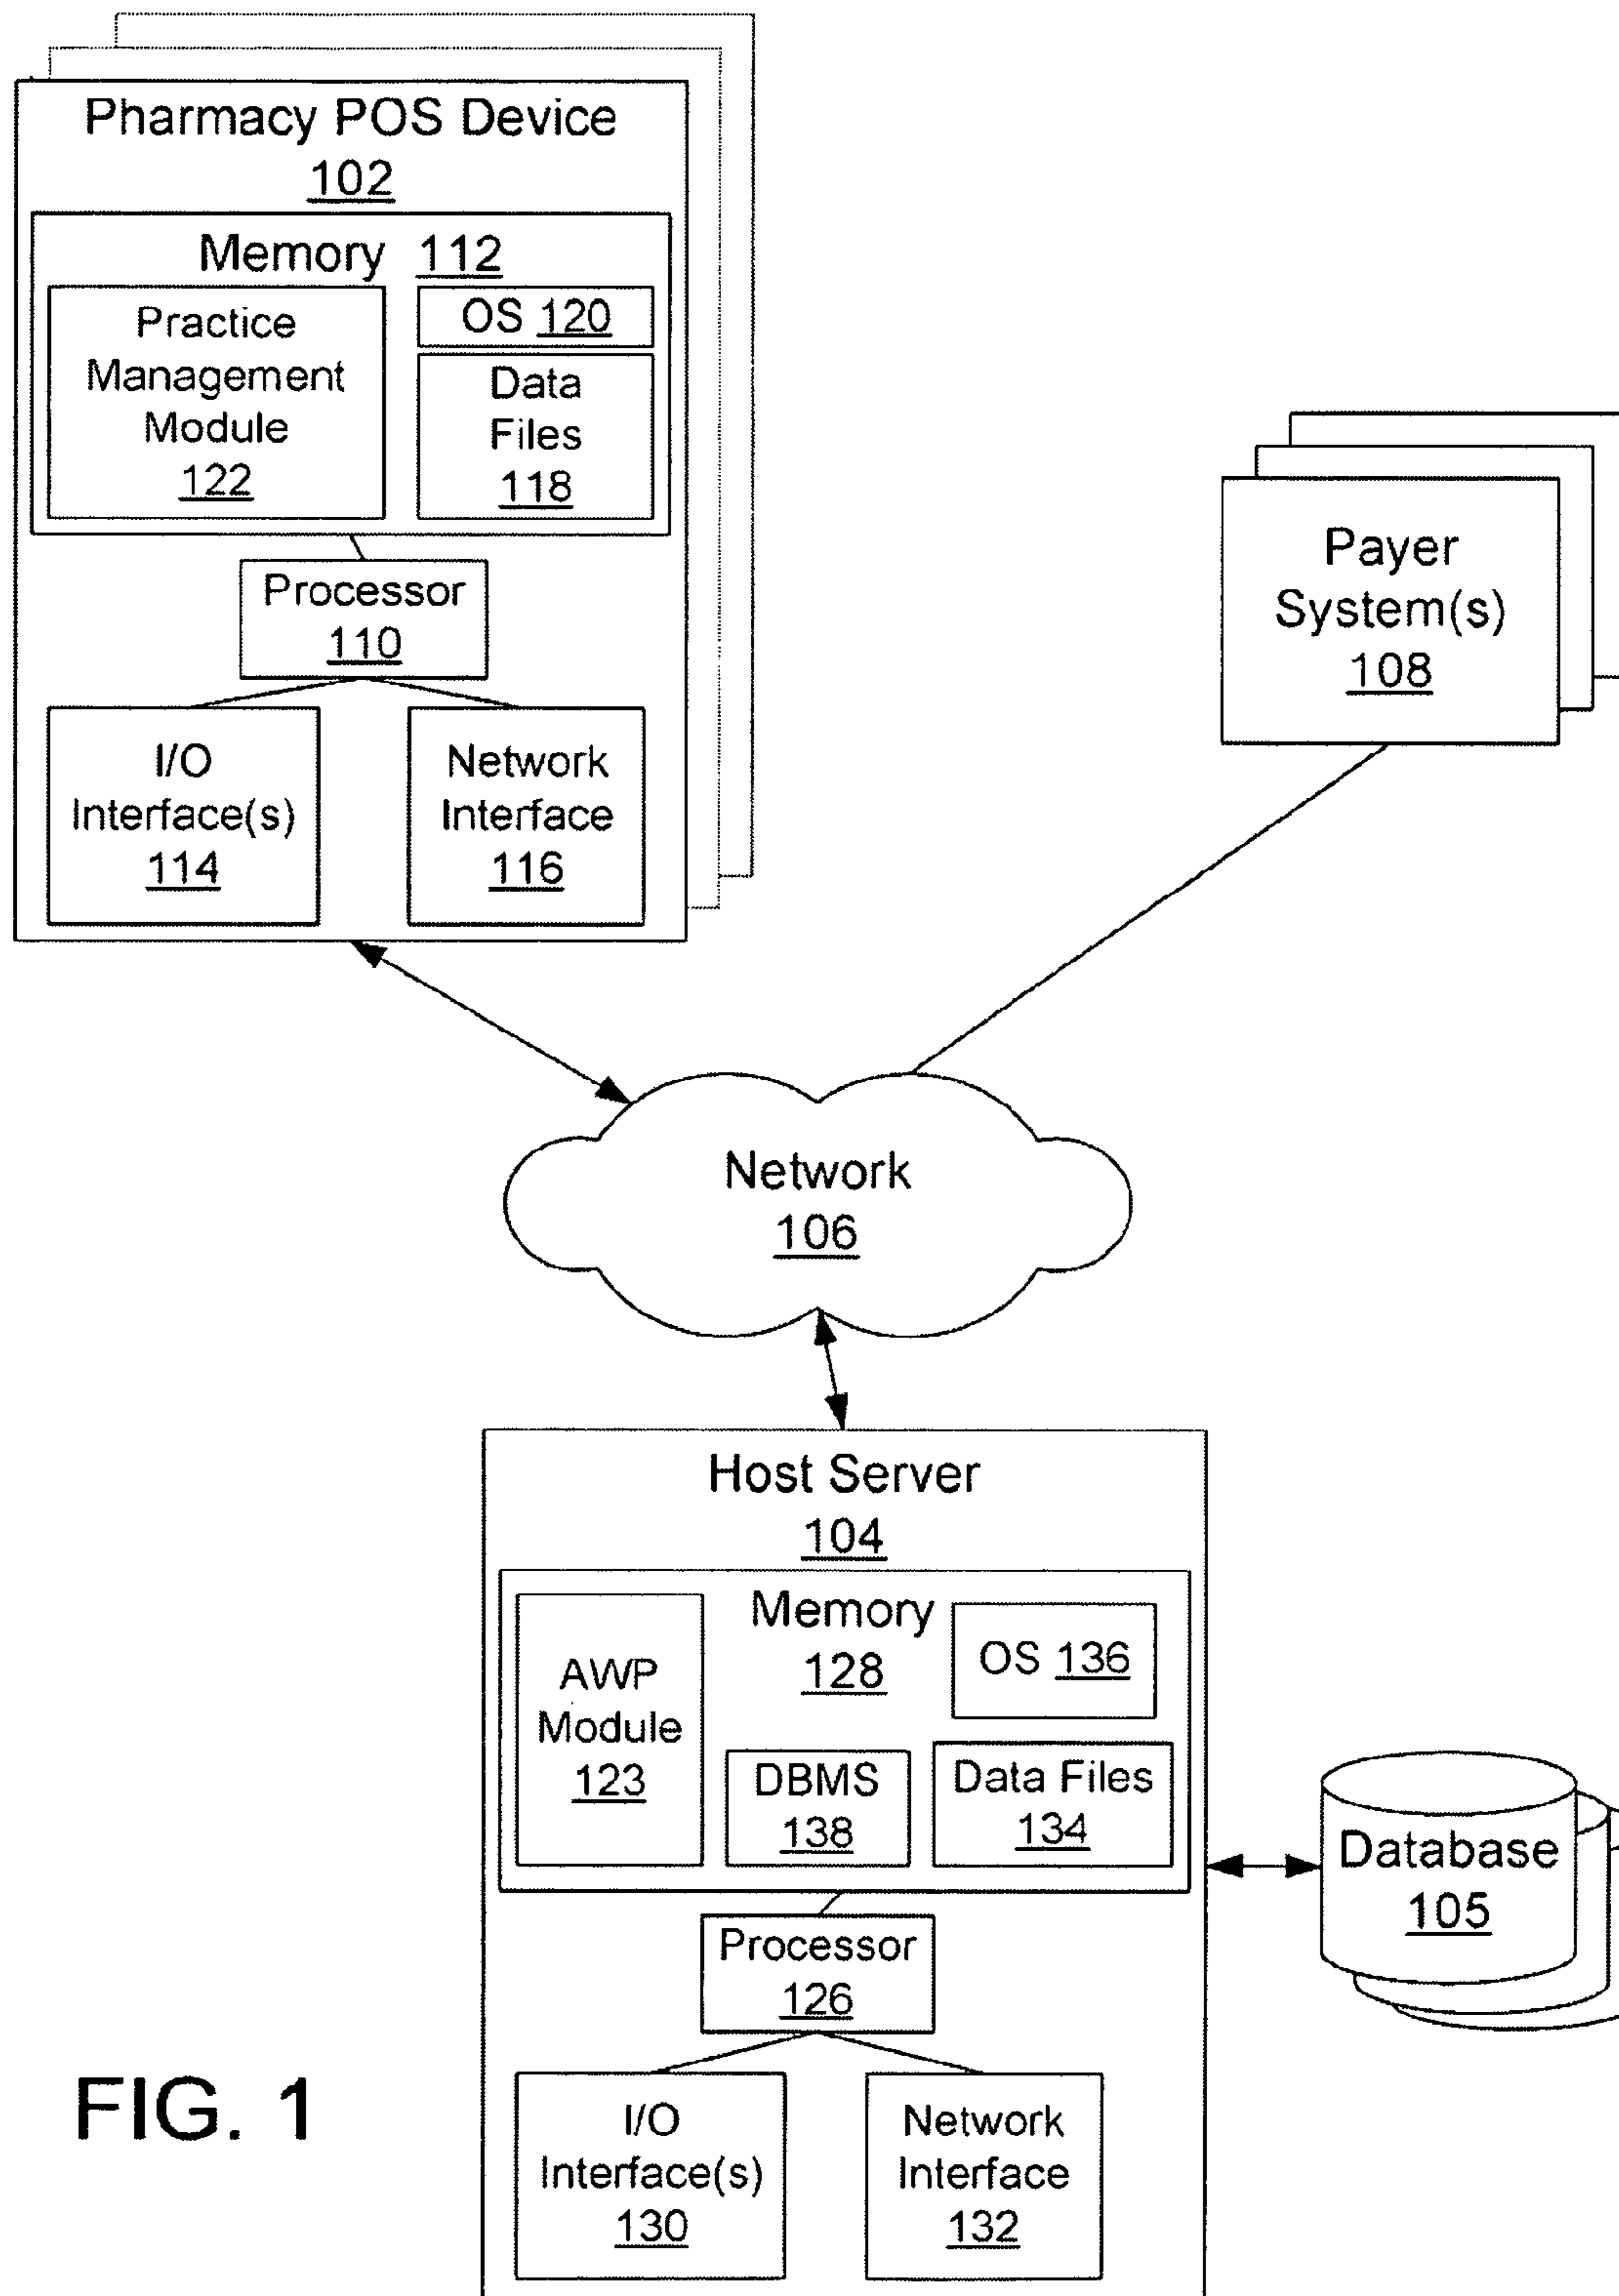 Pharmacy POS Device
102
Memory 112
Practice
Management
Module
122
OS 120
Data
Files
118
Processor
110
I/O
Interface(s)
114
Network
Interface
116
Payer
System(s)
108
Network
106
Host Server
104
Memory
128
AWP
Module
123
OS 136
DBMS
138
Data Files
134
Database
105
Processor
126
I/O
Interface(s)
130
Network
Interface
132
FIG. 1